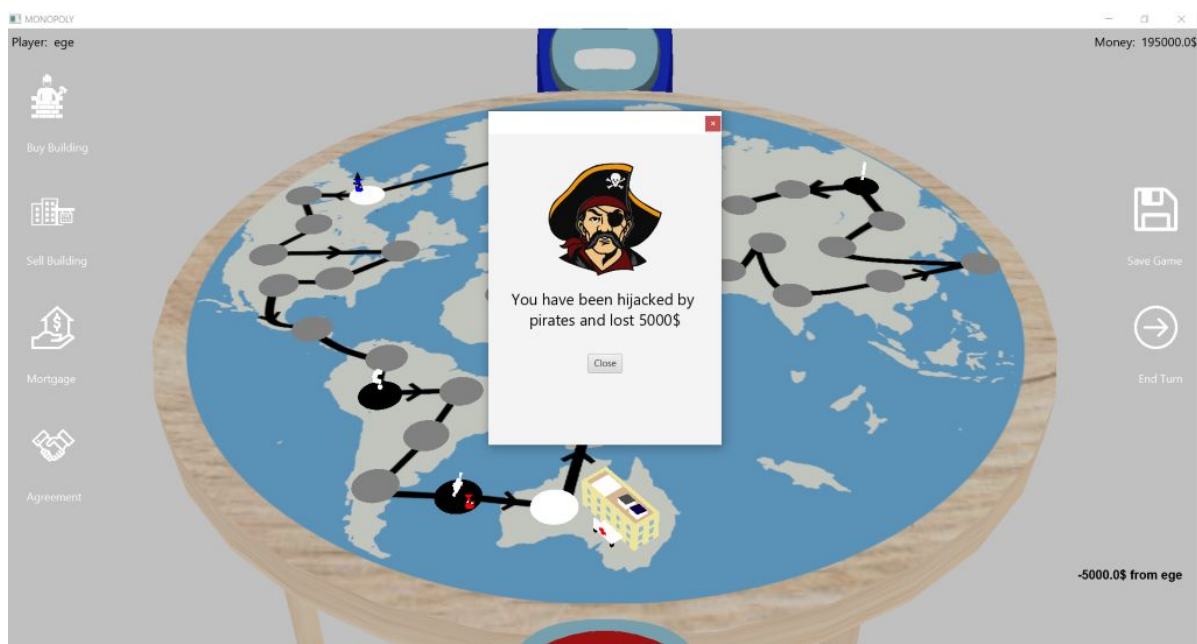 MONOPOLY
Player: ege
Money: 195000.0$
Buy Building
Sell Building
Mortgage
Agreement
You have been hijacked by
pirates and lost 5000$
Close
Save Game
End Turn
-5000.0$ from ege